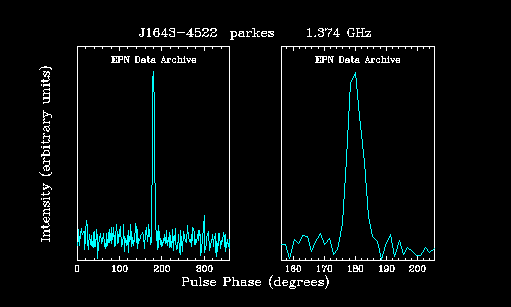 J1643-4522 parkes 1.374 GHz
EPN Data Archive
EPN Data Archive
Intensity (arbitrary units)
0 100 200 300
160 170 180 190 200
Pulse Phase (degrees)